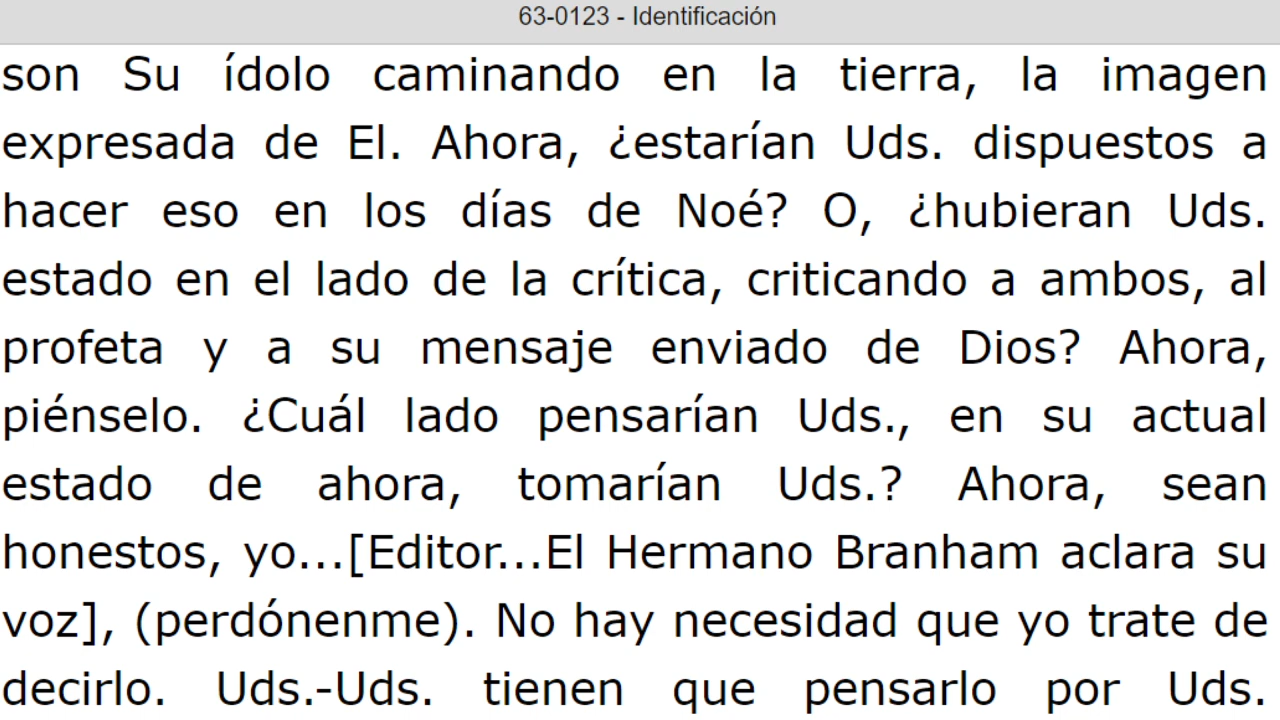 63-0123 - Identificación
son Su ídolo caminando en la tierra, la imagen
expresada de El. Ahora, ¿estarían Uds. dispuestos a
hacer eso en los días de Noé? O, ¿hubieran Uds.
estado en el lado de la crítica, criticando a ambos, al
profeta y a su mensaje enviado de Dios? Ahora,
piénselo. ¿Cuál lado pensarían Uds., en su actual
estado de ahora, tomarían Uds.? Ahora, sean
honestos, yo...[Editor...El Hermano Branham aclara su
voz], (perdónenme). No hay necesidad que yo trate de
decirlo. Uds.-Uds. tienen que pensarlo por Uds.